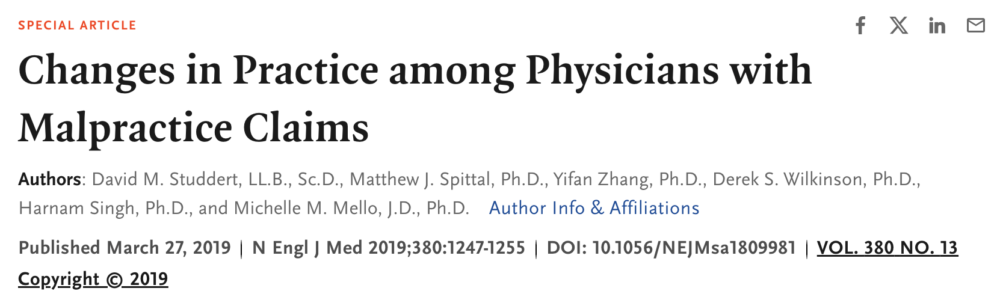 SPECIAL ARTICLE
Changes in Practice among Physicians with
Malpractice Claims
Authors: David M. Studdert, LL.B., Sc.D., Matthew J. Spittal, Ph.D., Yifan Zhang, Ph.D., Derek S. Wilkinson, Ph.D.,
Harnam Singh, Ph.D., and Michelle M. Mello, J.D., Ph.D. Author Info & Affiliations
Published March 27, 2019 | N Engl J Med 2019;380:1247-1255 | DOI: 10.1056/NEJMsa1809981 | VOL. 380 NO. 13
Copyright © 2019